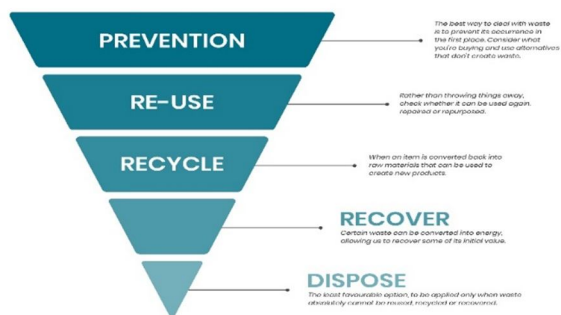 PREVENTION
The best way to deal with waste
is to prevent its occurrence in
the first place. Consider what
you're buying and use alternatives
that don't create waste.
RE-USE
Rather than throwing things away,
check whether it can be used again,
repaired or repurposed.
RECYCLE
When an item is converted back into
raw materials that can be used to
create new products.
RECOVER
Certain waste can be converted into energy,
allowing us to recover some of its initial value.
DISPOSE
The least favourable option, to be applied only when waste
absolutely cannot be reused, recycled or recovered.